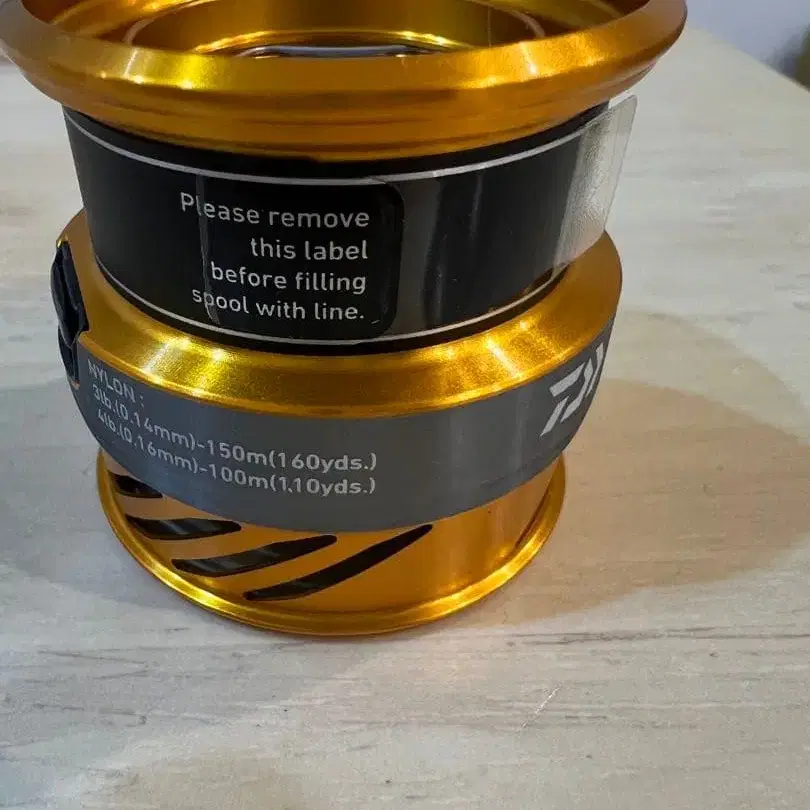 Please remove
this label
before filling
spool with line.
NYLON :
3lb.(0.14mm)-150m(160yds.)
4lb.(0.16mm)-100m(110yds.)